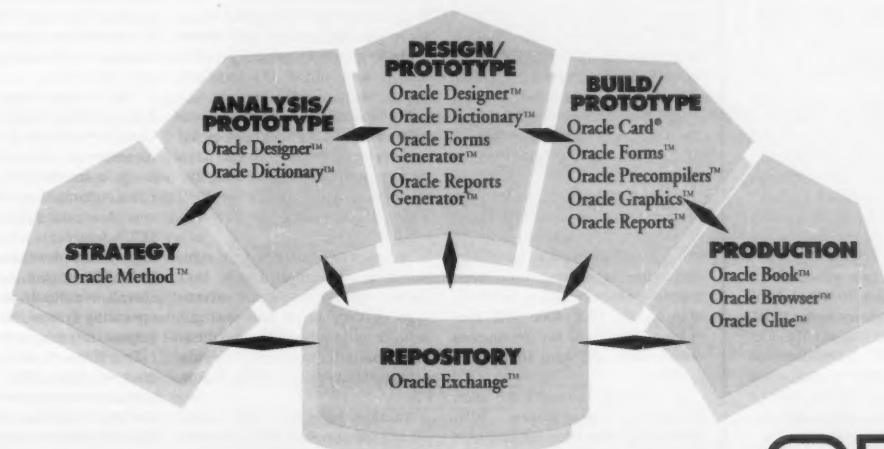 STRATEGY
Oracle Method™
ANALYSIS/
PROTOTYPE
Oracle Designer™
Oracle Dictionary™
DESIGN/
PROTOTYPE
Oracle Designer™
Oracle Dictionary™
Oracle Forms
Generator™
Oracle Reports
Generator™
BUILD/
PROTOTYPE
Oracle Card®
Oracle Forms™
Oracle Precompilers™
Oracle Graphics™
Oracle Reports™
PRODUCTION
Oracle Book™
Oracle Browser™
Oracle Glue™
REPOSITORY
Oracle Exchange™